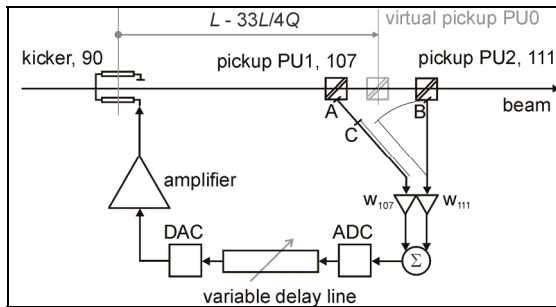 L - 33L/4Q
virtual pickup PU0
kicker, 90
pickup PU1, 107
pickup PU2, 111
A
B
beam
C
amplifier
w107
w111
DAC
ADC
Σ
variable delay line